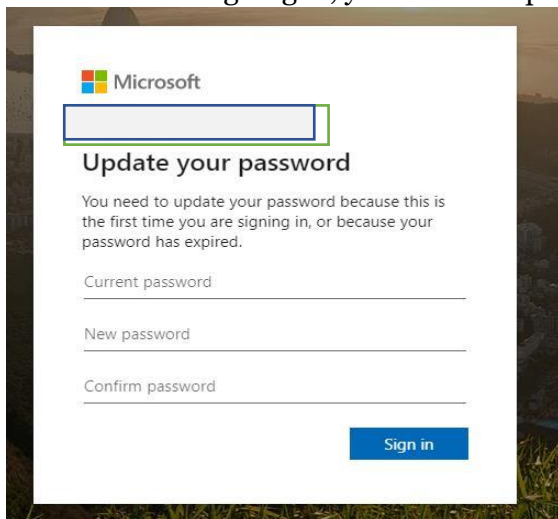 Microsoft
Update your password
You need to update your password because this is
the first time you are signing in, or because your
password has expired.
Current password
New password
Confirm password
Sign in